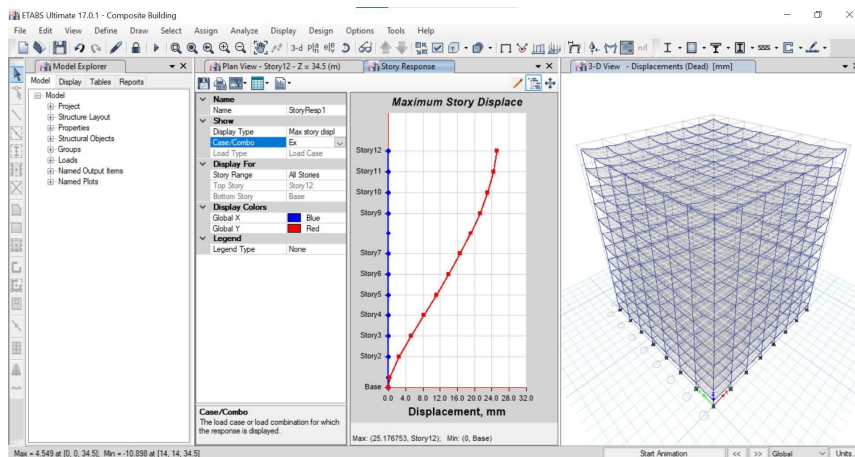 ETABS Ultimate 17.0.1 - Composite Building
File Edit View Define Draw Select Assign Analyze Display Design Options Tools Help
3-d
nd
Model Explorer
Plan View - Story12 - Z = 34.5 (m)
Story Response
3-D View - Displacements (Dead) [mm]
Model Display Tables Reports
Model
Project
Structure Layout
Properties
Structural Objects
Groups
Loads
Named Output Items
Named Plots
Name
Name StoryResp1
Show
Display Type Max story displ
Case/Combo Ex
Load Type Load Case
Display For
Story Range All Stories
Top Story Story12
Bottom Story Base
Display Colors
Global X Blue
Global Y Red
Legend
Legend Type None
Case/Combo
The load case or load combination for which
the response is displayed.
Maximum Story Displace
Story12
Story11
Story10
Story9
Story7
Story6
Story5
Story4
Story3
Story2
Base
0.0 4.0 8.0 12.0 16.0 20.0 24.0 28.0 32.0
Displacement, mm
Max: (25.176753, Story12); Min: (0, Base)
Max = 4.549 at [0, 0, 34.5]; Min = -10.898 at [14, 14, 34.5]
Start Animation << >> Global Units...